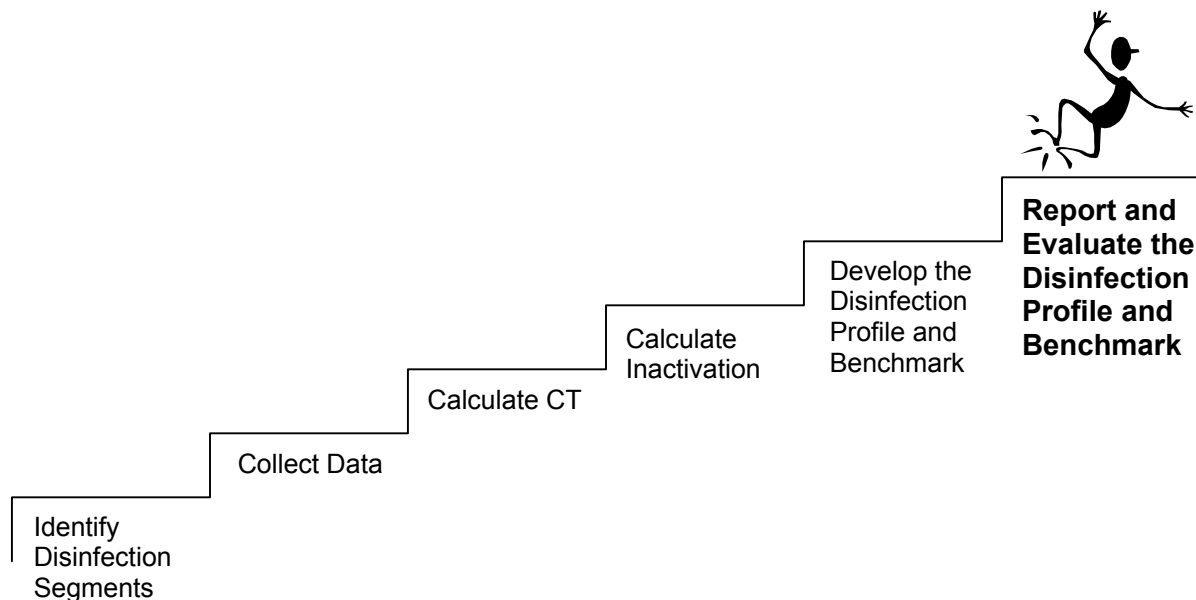 Identify
Disinfection
Segments
Collect Data
Calculate CT
Calculate
Inactivation
Develop the
Disinfection
Profile and
Benchmark
Report and
Evaluate the
Disinfection
Profile and
Benchmark